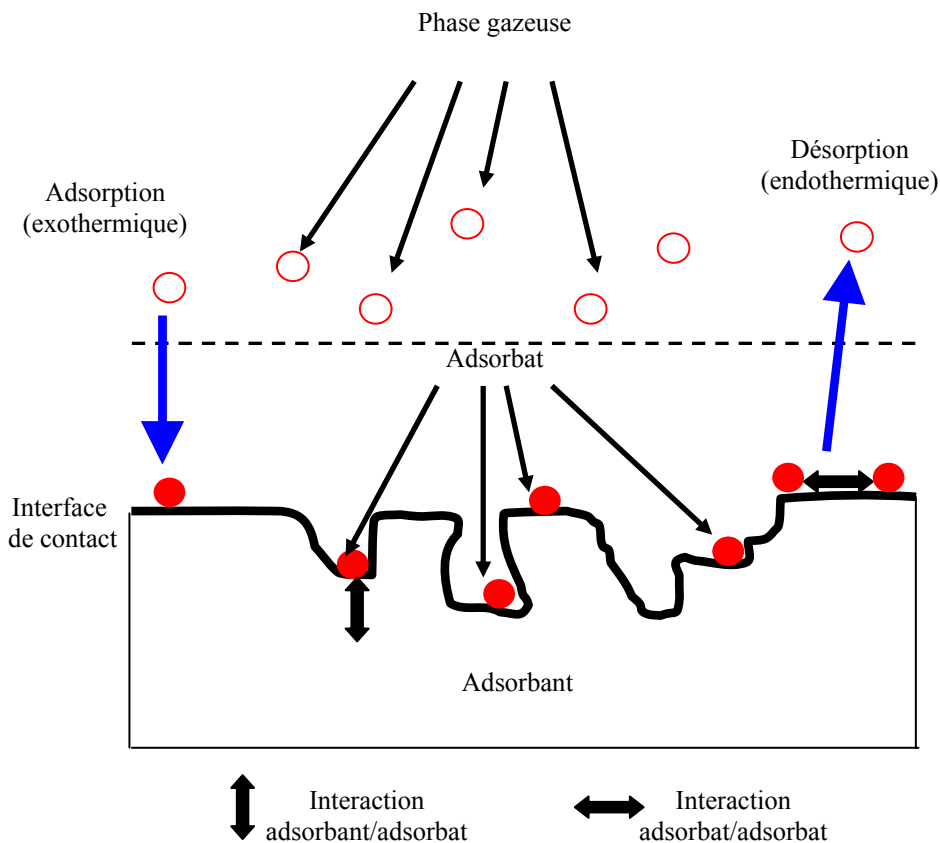 Phase gazeuse
Désorption
(endothermique)
Adsorption
(exothermique)
Adsorbat
Interface
de contact
Adsorbant
Interaction
adsorbant/adsorbat
Interaction
adsorbat/adsorbat